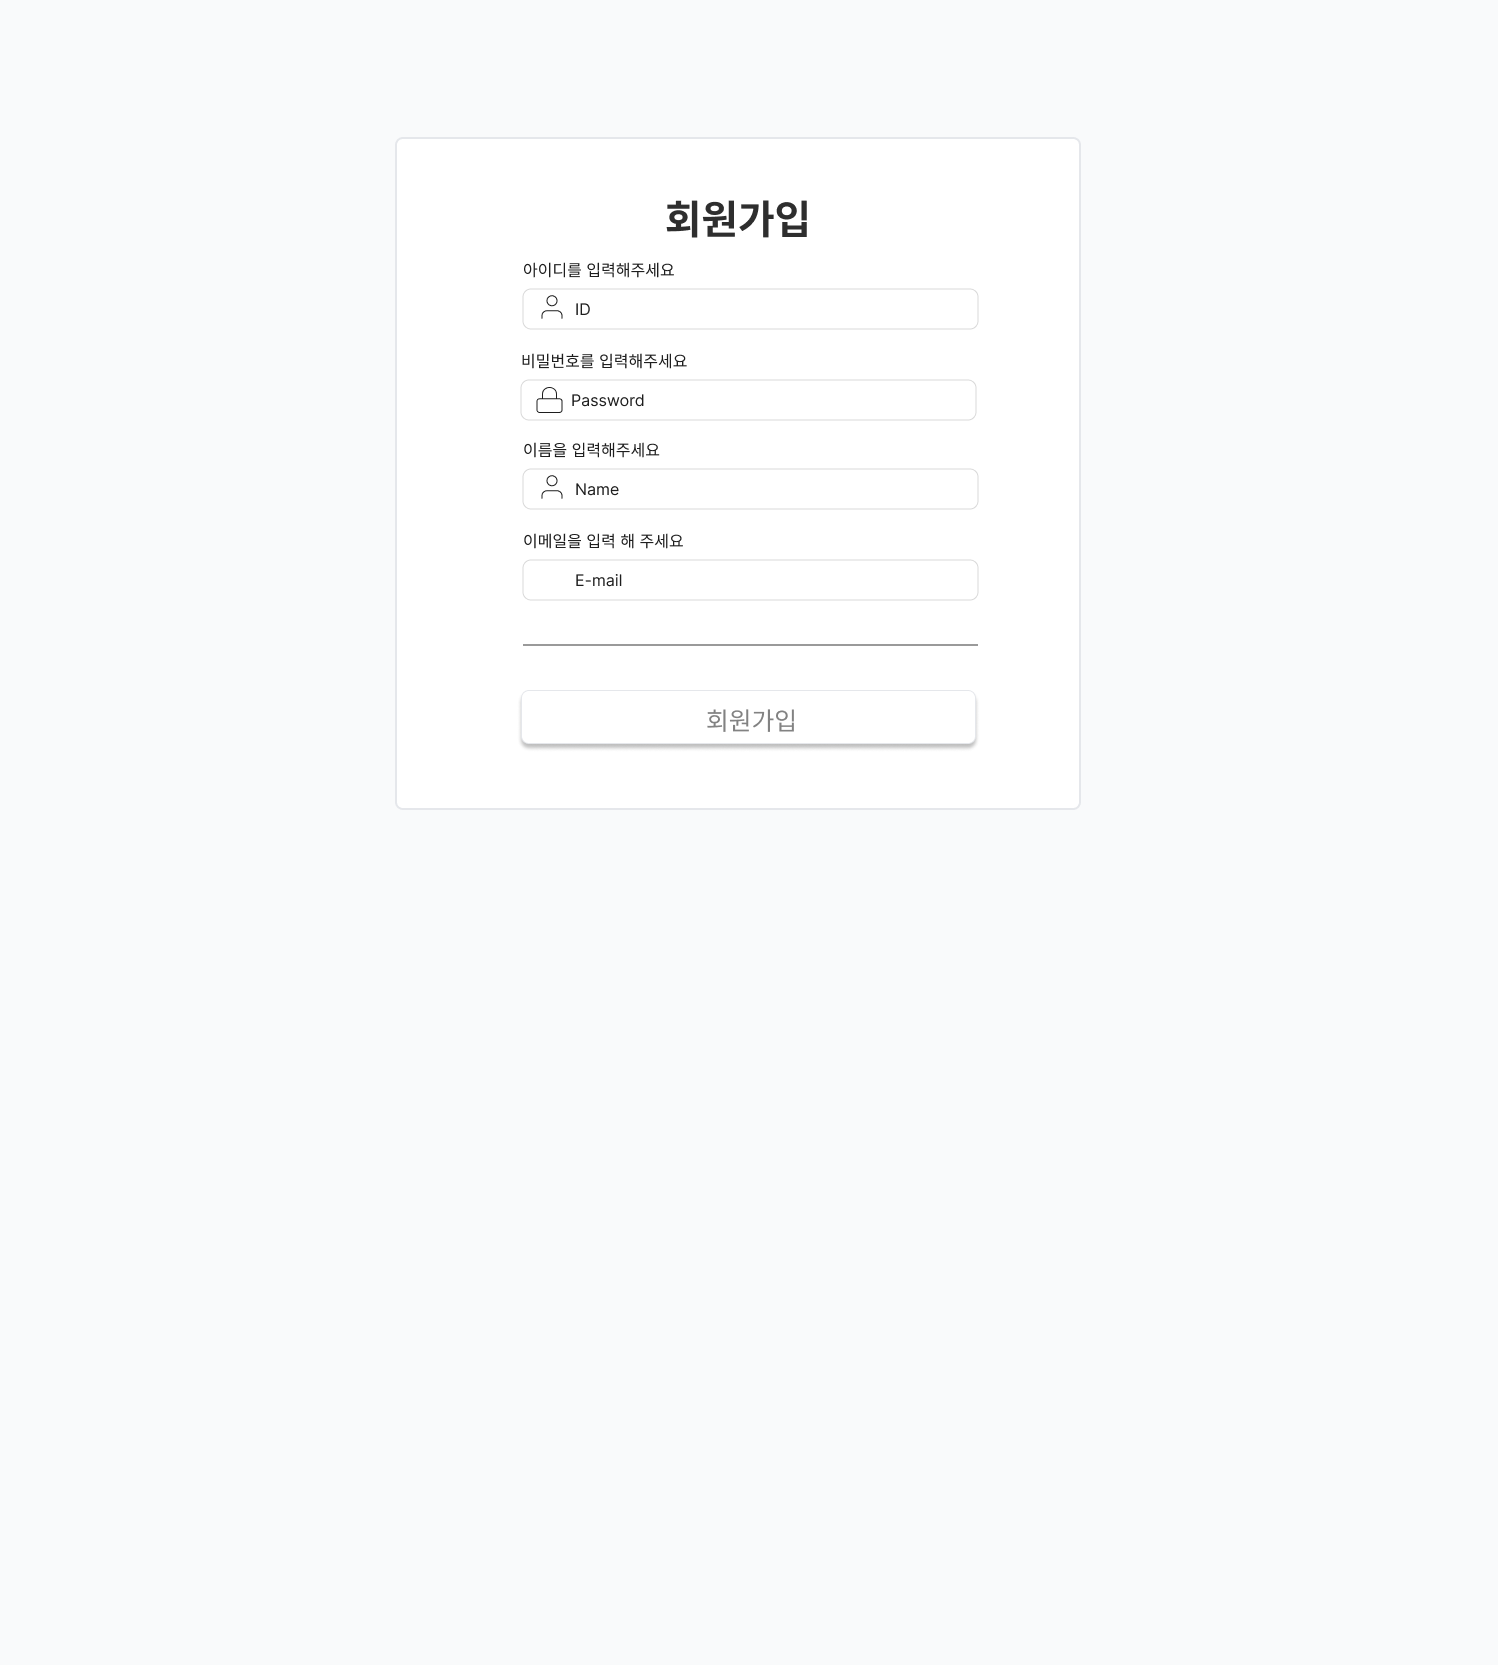 회원가입
아이디를 입력해주세요
ID
비밀번호를 입력해주세요
Password
이름을 입력해주세요
Name
이메일을 입력 해 주세요
E-mail
회원가입